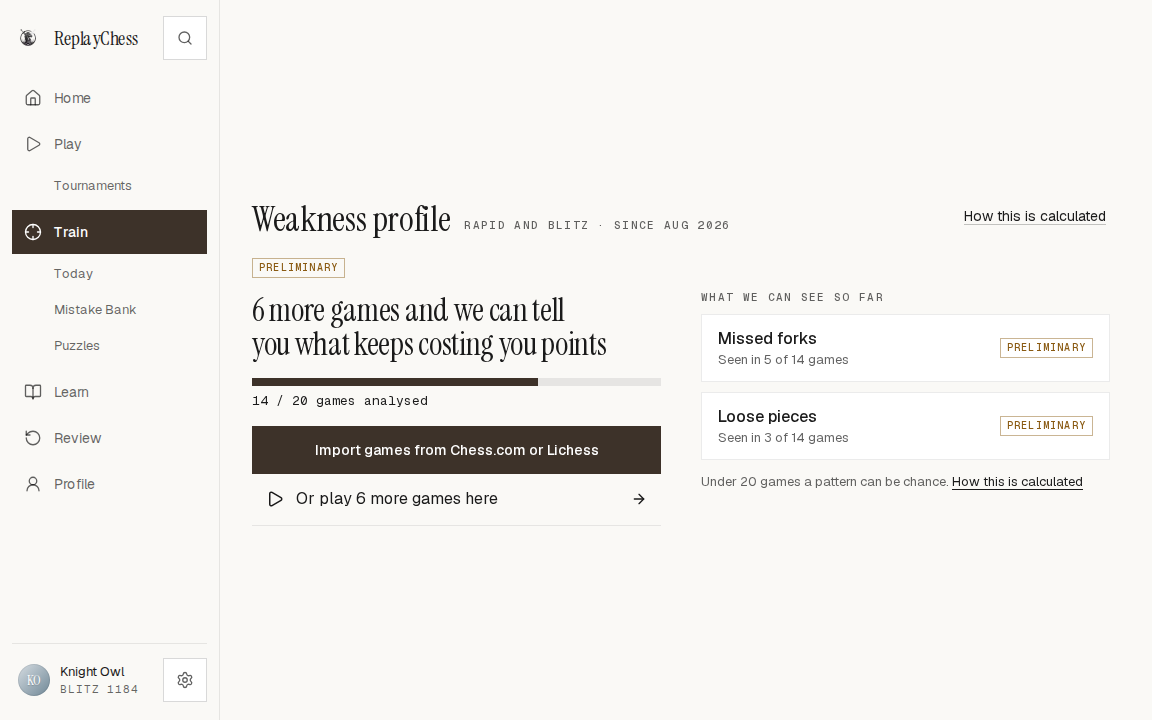 ReplayChess
Home
Play
Tournaments
Train
Today
Mistake Bank
Puzzles
Learn
Review
Profile
KO
Knight Owl
BLITZ 1184
Weakness profile
RAPID AND BLITZ · SINCE AUG 2026
How this is calculated
PRELIMINARY
6 more games and we can tell
you what keeps costing you points
14 / 20 games analysed
Import games from Chess.com or Lichess
Or play 6 more games here
WHAT WE CAN SEE SO FAR
Missed forks
Seen in 5 of 14 games
PRELIMINARY
Loose pieces
Seen in 3 of 14 games
PRELIMINARY
Under 20 games a pattern can be chance. How this is calculated